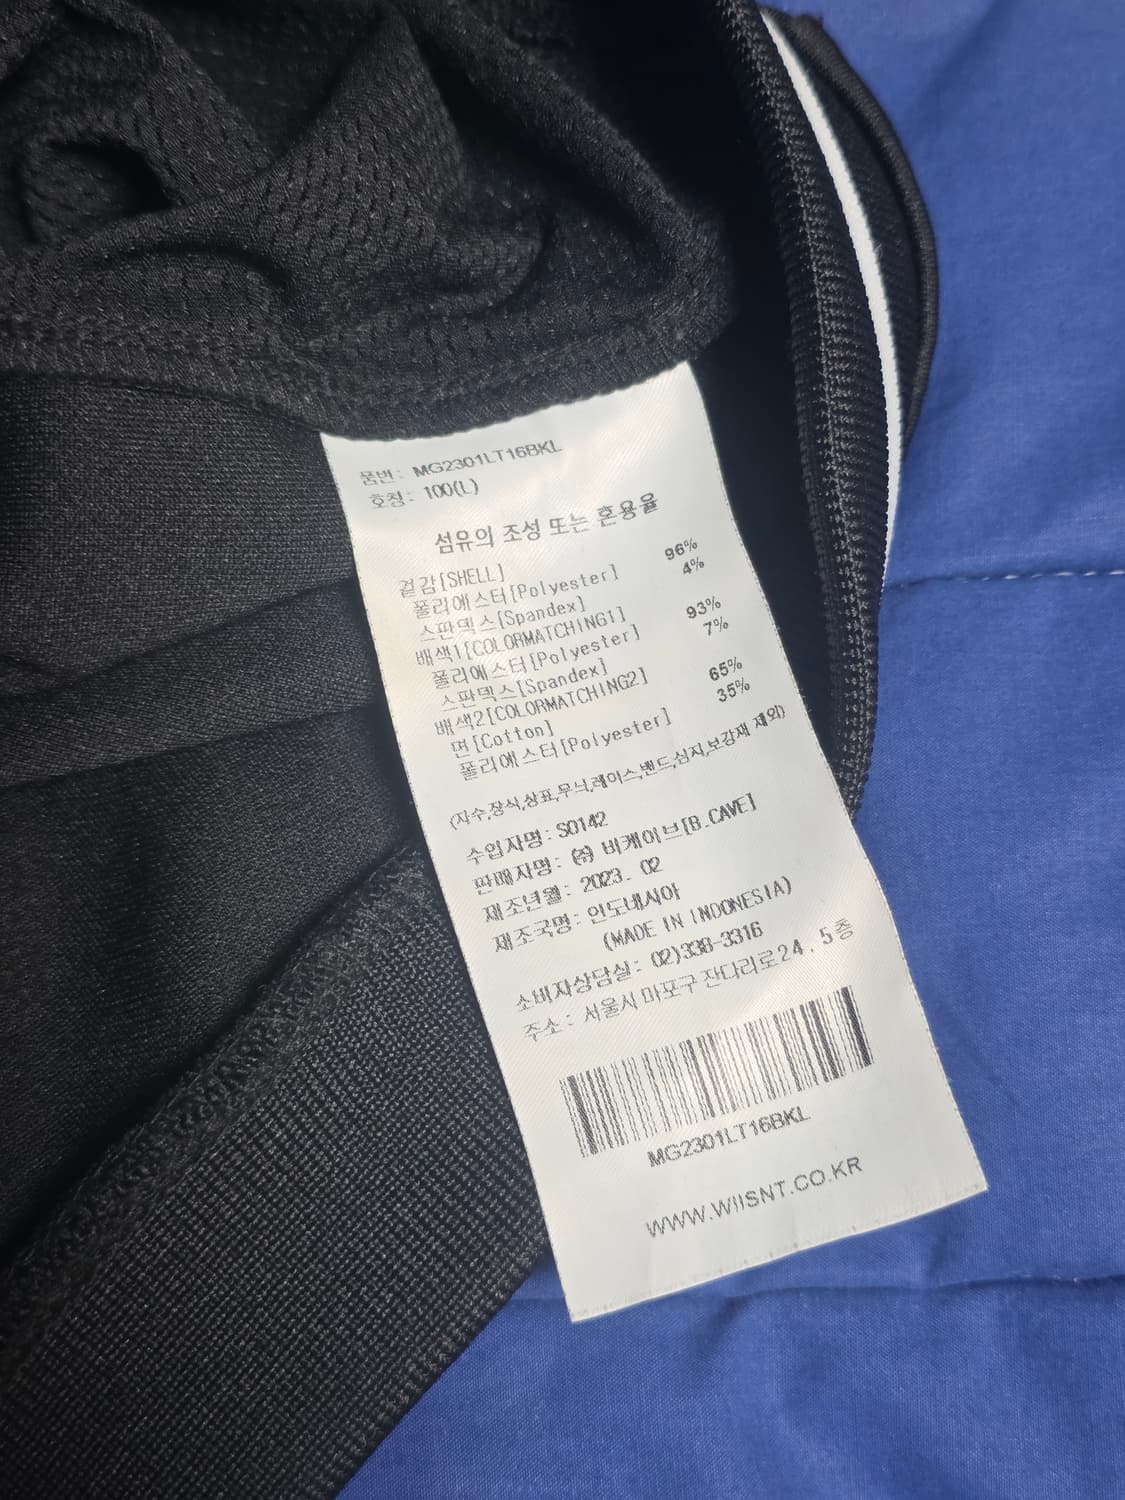 품번: MG2301LT16BKL
호칭: 100(L)
섬유의 조성 또는 혼용율
겉감[SHELL]
폴리에스터[Polyester] 96%
스판덱스[Spandex] 4%
배색1[COLORMATCHING1]
폴리에스터[Polyester] 93%
스판덱스[Spandex] 7%
배색2[COLORMATCHING2]
면[Cotton] 65%
폴리에스터[Polyester] 35%
(자수,장식,상표,무늬,레이스,밴드,심지,보강재 제외)
수입자명: S0142
판매자명: ㈜ 비케이브[B.CAVE]
제조년월: 2023. 02
제조국명: 인도네시아
(MADE IN INDONESIA)
소비자상담실: 02)338-3316
주소: 서울시 마포구 잔다리로24, 5층
MG2301LT16BKL
WWW.WIISNT.CO.KR